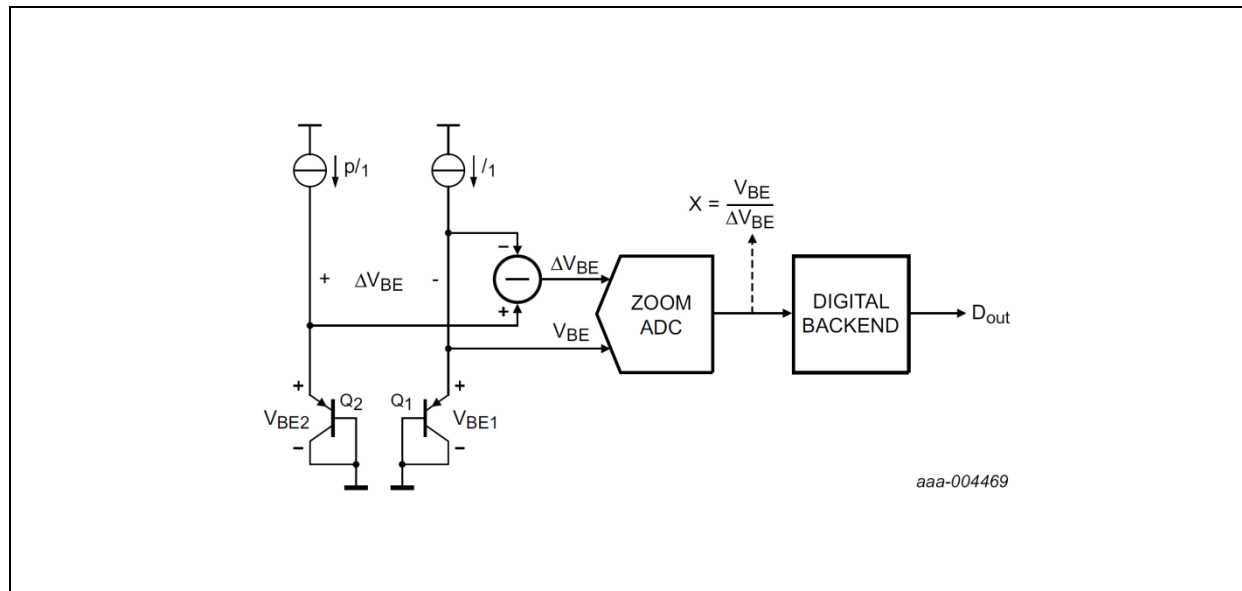 p/1
/1
X = VBE
ΔVBE
-
+ ΔVBE -
ΔVBE
+
ZOOM
ADC
DIGITAL
BACKEND
Dout
VBE
+ Q2 Q1 +
VBE2 VBE1
- -
aaa-004469